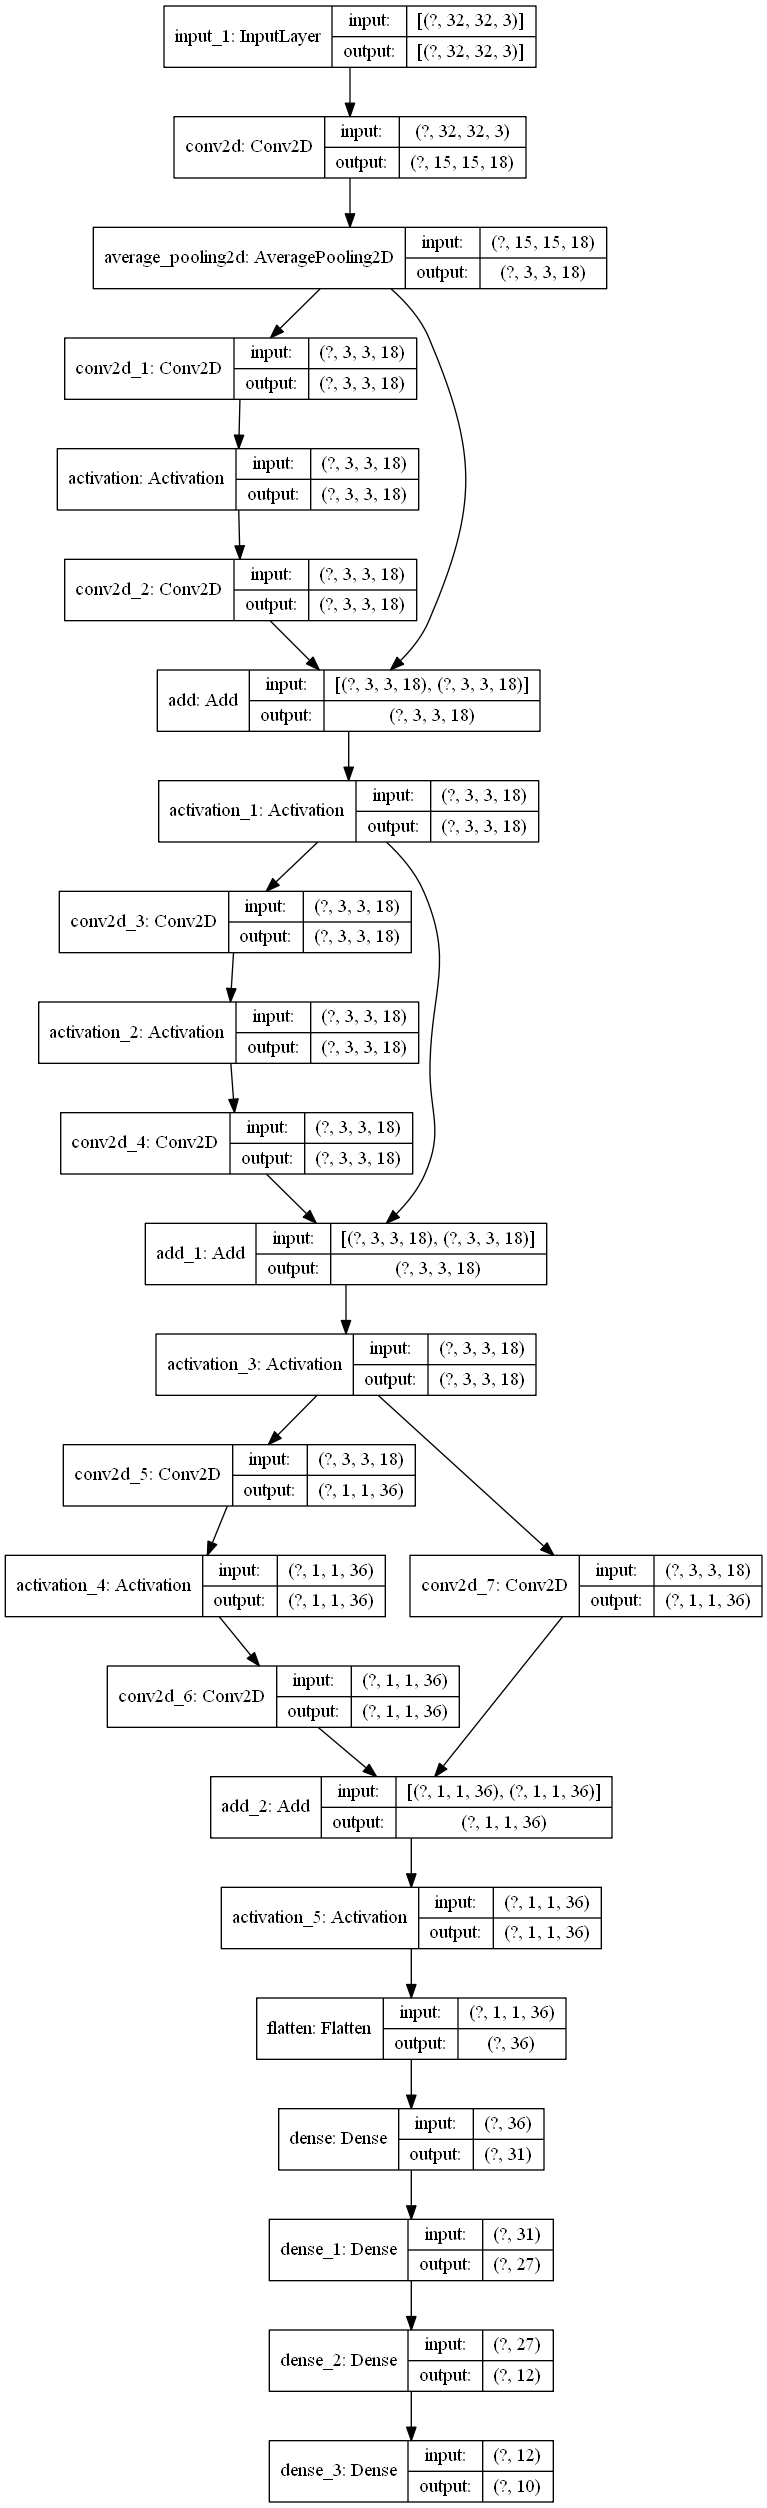 input_1: InputLayer
input: [(?, 32, 32, 3)]
output: [(?, 32, 32, 3)]
conv2d: Conv2D
input: (?, 32, 32, 3)
output: (?, 15, 15, 18)
average_pooling2d: AveragePooling2D
input: (?, 15, 15, 18)
output: (?, 3, 3, 18)
conv2d_1: Conv2D
input: (?, 3, 3, 18)
output: (?, 3, 3, 18)
activation: Activation
input: (?, 3, 3, 18)
output: (?, 3, 3, 18)
conv2d_2: Conv2D
input: (?, 3, 3, 18)
output: (?, 3, 3, 18)
add: Add
input: [(?, 3, 3, 18), (?, 3, 3, 18)]
output: (?, 3, 3, 18)
activation_1: Activation
input: (?, 3, 3, 18)
output: (?, 3, 3, 18)
conv2d_3: Conv2D
input: (?, 3, 3, 18)
output: (?, 3, 3, 18)
activation_2: Activation
input: (?, 3, 3, 18)
output: (?, 3, 3, 18)
conv2d_4: Conv2D
input: (?, 3, 3, 18)
output: (?, 3, 3, 18)
add_1: Add
input: [(?, 3, 3, 18), (?, 3, 3, 18)]
output: (?, 3, 3, 18)
activation_3: Activation
input: (?, 3, 3, 18)
output: (?, 3, 3, 18)
conv2d_5: Conv2D
input: (?, 3, 3, 18)
output: (?, 1, 1, 36)
activation_4: Activation
input: (?, 1, 1, 36)
output: (?, 1, 1, 36)
conv2d_7: Conv2D
input: (?, 3, 3, 18)
output: (?, 1, 1, 36)
conv2d_6: Conv2D
input: (?, 1, 1, 36)
output: (?, 1, 1, 36)
add_2: Add
input: [(?, 1, 1, 36), (?, 1, 1, 36)]
output: (?, 1, 1, 36)
activation_5: Activation
input: (?, 1, 1, 36)
output: (?, 1, 1, 36)
flatten: Flatten
input: (?, 1, 1, 36)
output: (?, 36)
dense: Dense
input: (?, 36)
output: (?, 31)
dense_1: Dense
input: (?, 31)
output: (?, 27)
dense_2: Dense
input: (?, 27)
output: (?, 12)
dense_3: Dense
input: (?, 12)
output: (?, 10)